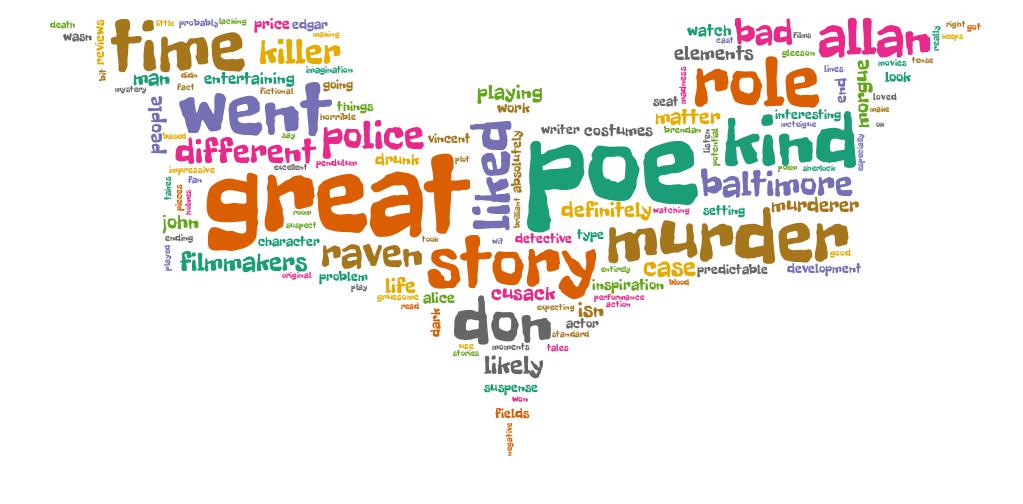 death
wasn
reviews
bit
time
little
probably
lacking
price
edgar
making
killer
imagination
man
mystery
didn
fact
entertaining
fictional
going
people
went
things
horrible
based
say
police
vincent
different
pendulum
drunk
plot
impressive
excellent
fan
takes
pieces
holmes
great
room
suspect
john
ending
character
took
played
filmmakers
raven
original
problem
play
life
gruesome
read
alice
dark
playing
work
liked
absolutely
brilliant
wit
writer
costumes
poe
definitely
watching
setting
detective
type
story
murder
murderer
good
entirely
case
predictable
development
blood
inspiration
cusack
performance
action
expecting
isn
don
actor
standard
use
stories
moments
tales
likely
suspense
won
fields
negative
watch
cast
bad
films
allan
really
right
got
keeps
elements
gleeson
movies
tense
madness
role
lines
end
morgue
look
loved
make
ok
seat
matter
brendan
interesting
mcteigue
listen
potential
kind
especially
poem
sherlock
baltimore